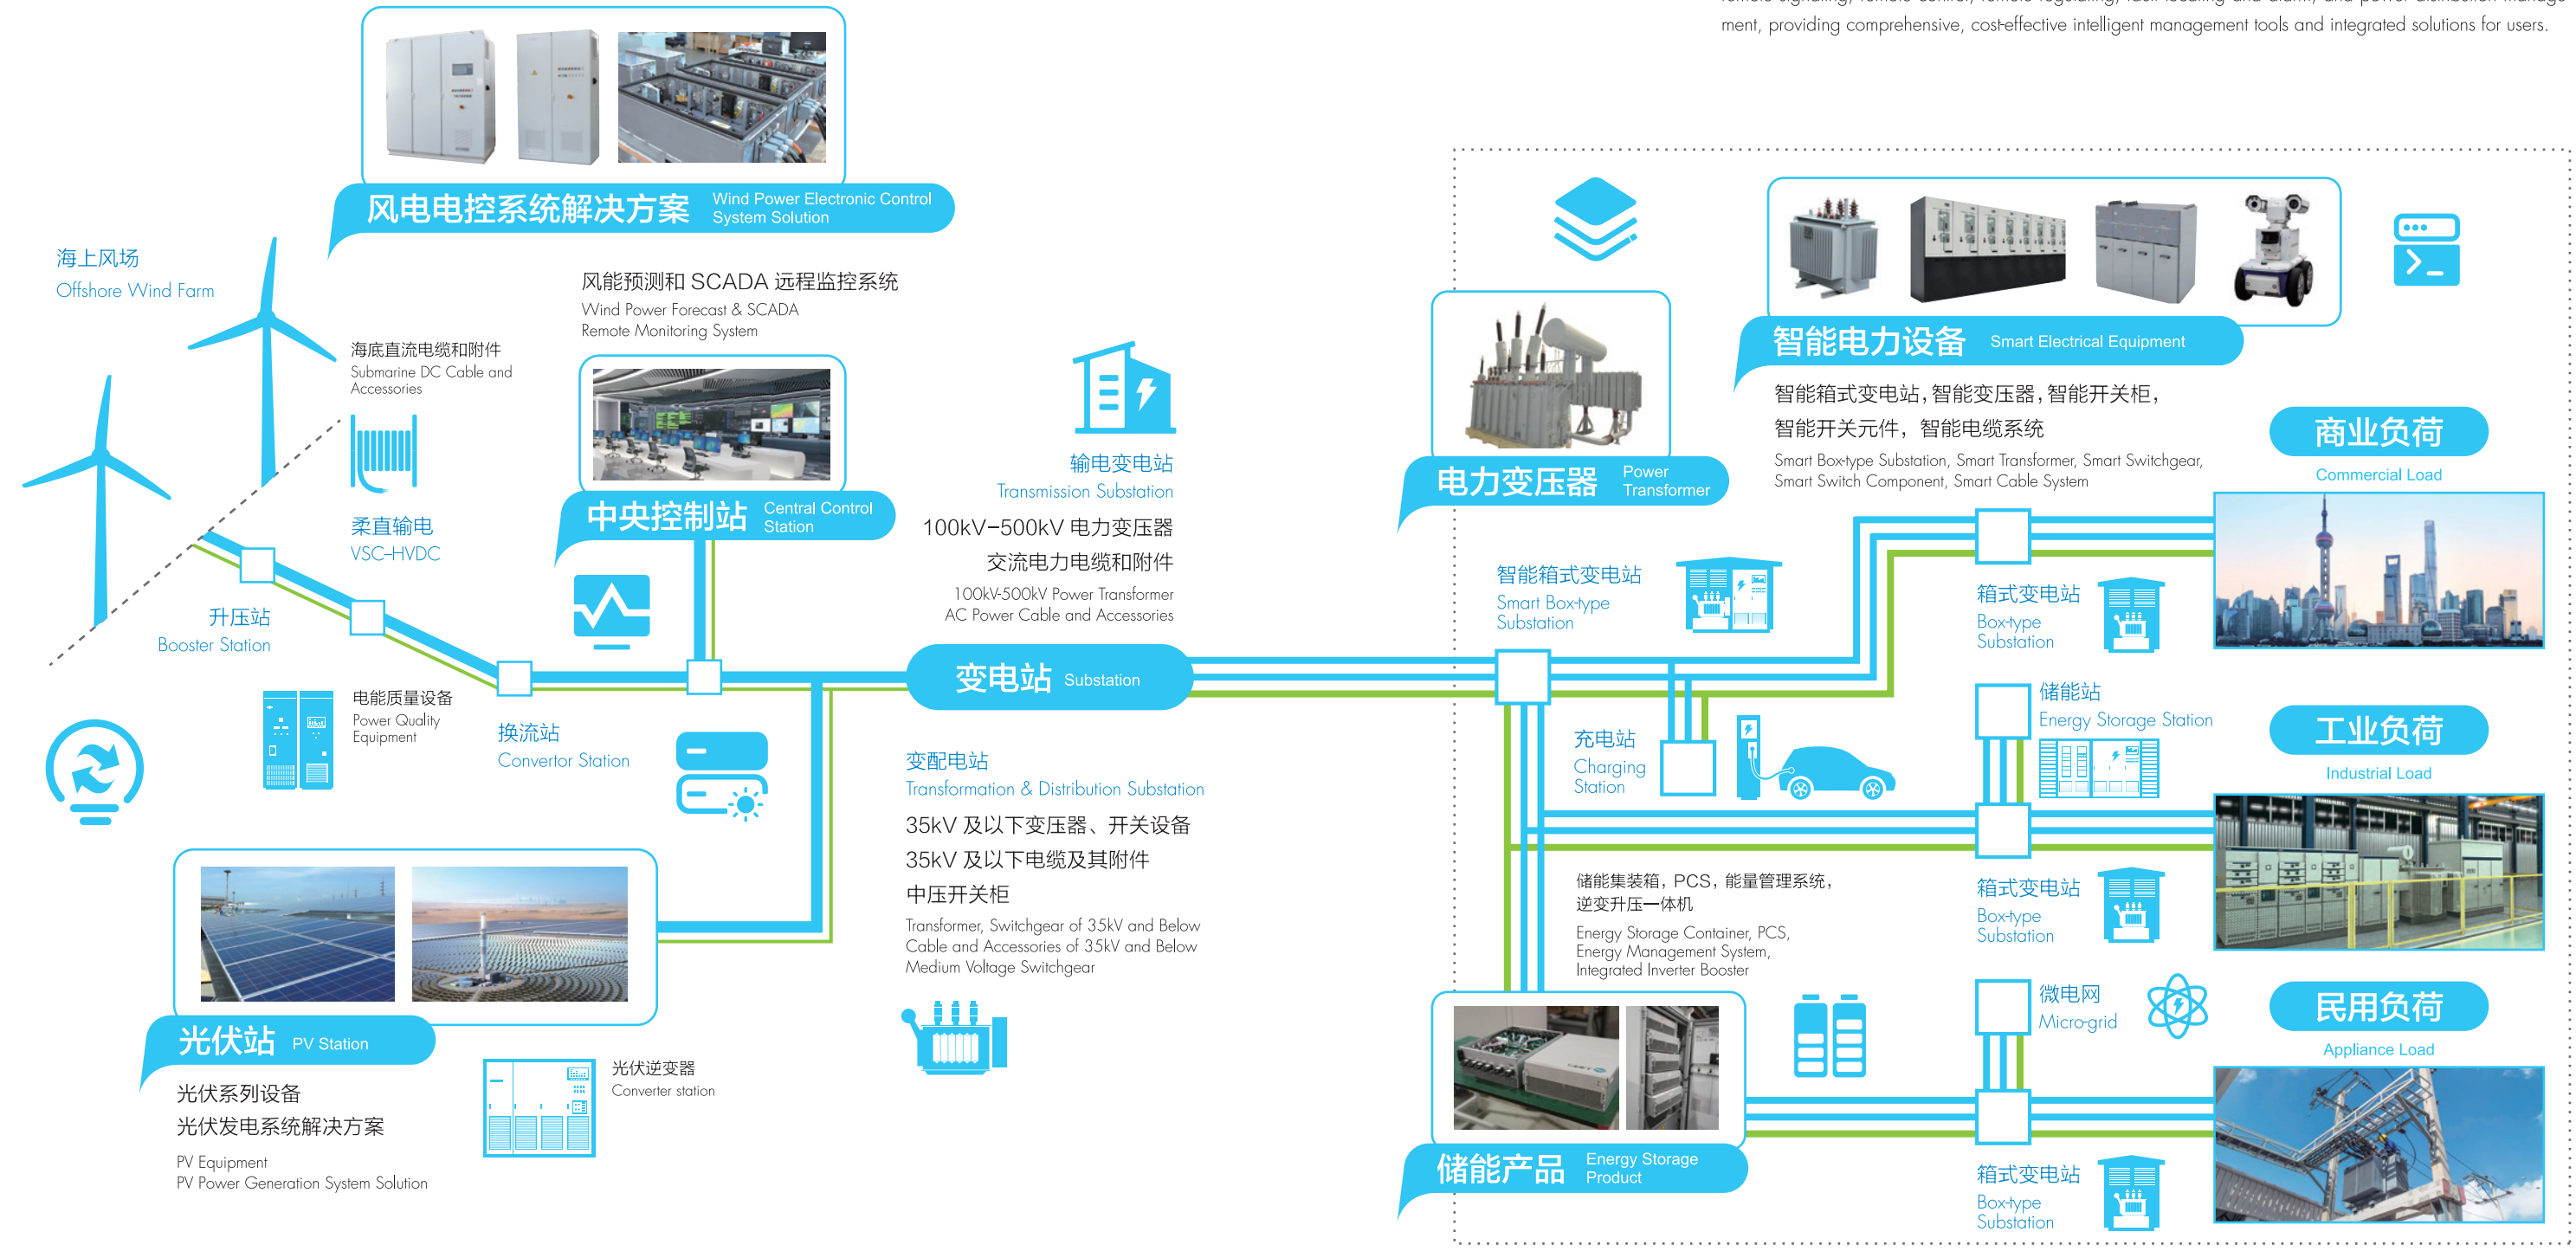 ment, providing comprehensive, cost-effective intelligent management tools and integrated solutions for users.
风电电控系统解决方案
Wind Power Electronic Control
System Solution
海上风场
Offshore Wind Farm
风能预测和 SCADA 远程监控系统
Wind Power Forecast & SCADA
Remote Monitoring System
海底直流电缆和附件
Submarine DC Cable and
Accessories
柔直输电
VSC-HVDC
中央控制站
Central Control
Station
升压站
Booster Station
电能质量设备
Power Quality
Equipment
换流站
Convertor Station
输电变电站
Transmission Substation
100kV-500kV 电力变压器
交流电力电缆和附件
100kV-500kV Power Transformer
AC Power Cable and Accessories
变电站
Substation
变配电站
Transformation & Distribution Substation
35kV 及以下变压器、开关设备
35kV 及以下电缆及其附件
中压开关柜
Transformer, Switchgear of 35kV and Below
Cable and Accessories of 35kV and Below
Medium Voltage Switchgear
光伏站
PV Station
光伏系列设备
光伏发电系统解决方案
PV Equipment
PV Power Generation System Solution
光伏逆变器
Converter station
电力变压器
Power
Transformer
智能电力设备
Smart Electrical Equipment
智能箱式变电站，智能变压器，智能开关柜，
智能开关元件，智能电缆系统
Smart Box-type Substation, Smart Transformer, Smart Switchgear,
Smart Switch Component, Smart Cable System
商业负荷
Commercial Load
智能箱式变电站
Smart Box-type
Substation
箱式变电站
Box-type
Substation
充电站
Charging
Station
储能站
Energy Storage Station
工业负荷
Industrial Load
箱式变电站
Box-type
Substation
储能集装箱，PCS，能量管理系统，
逆变升压一体机
Energy Storage Container, PCS,
Energy Management System,
Integrated Inverter Booster
储能产品
Energy Storage
Product
微电网
Micro-grid
民用负荷
Appliance Load
箱式变电站
Box-type
Substation